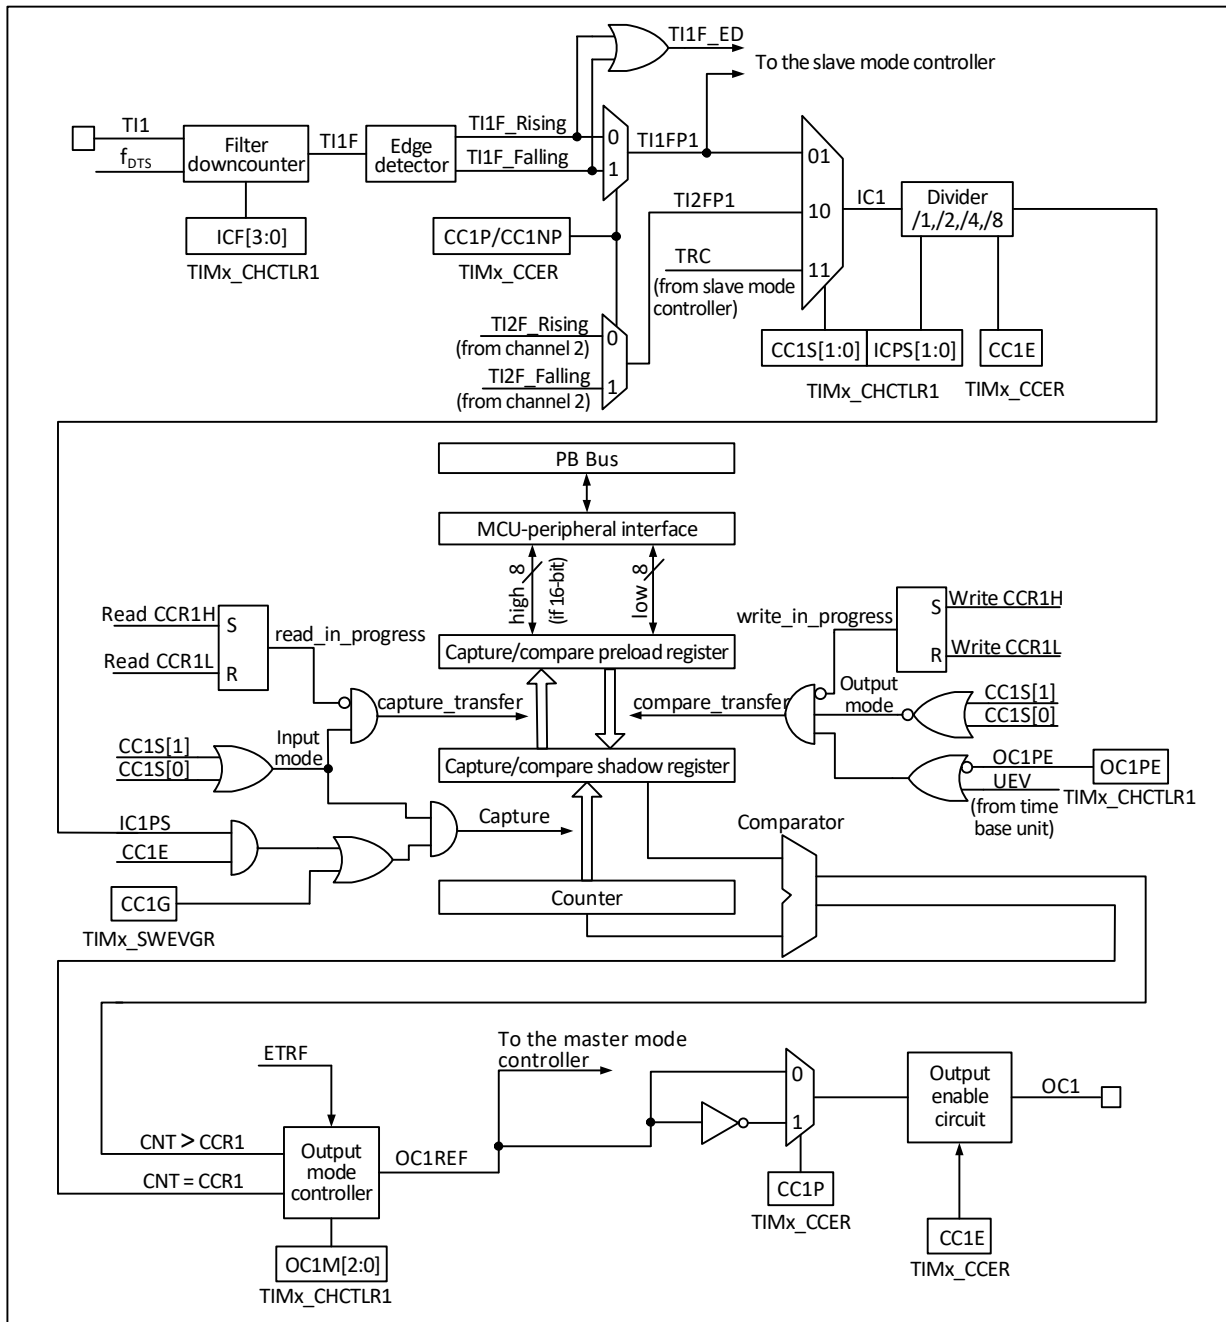 TI1F_ED
To the slave mode controller
TI1
fDTS
Filter
downcounter
TI1F
Edge
detector
TI1F_Rising
TI1F_Falling
0
1
TI1FP1
TI2FP1
TRC
(from slave mode
controller)
01
10
11
IC1
Divider
/1,/2,/4,/8
ICF[3:0]
TIMx_CHCTLR1
CC1P/CC1NP
TIMx_CCER
TI2F_Rising
(from channel 2)
TI2F_Falling
(from channel 2)
0
1
CC1S[1:0]
ICPS[1:0]
TIMx_CHCTLR1
CC1E
TIMx_CCER
PB Bus
MCU-peripheral interface
high
8
(if 16-bit)
low
8
Read CCR1H
Read CCR1L
S
R
read_in_progress
Capture/compare preload register
write_in_progress
S
R
Write CCR1H
Write CCR1L
capture_transfer
compare_transfer
Output
mode
CC1S[1]
CC1S[0]
CC1S[1]
CC1S[0]
Input
mode
Capture/compare shadow register
OC1PE
UEV
(from time
base unit)
OC1PE
TIMx_CHCTLR1
IC1PS
CC1E
Capture
Comparator
CC1G
TIMx_SWEVGR
Counter
ETRF
To the master mode
controller
CNT > CCR1
CNT = CCR1
Output
mode
controller
OC1REF
0
1
Output
enable
circuit
OC1
CC1P
TIMx_CCER
CC1E
TIMx_CCER
OC1M[2:0]
TIMx_CHCTLR1